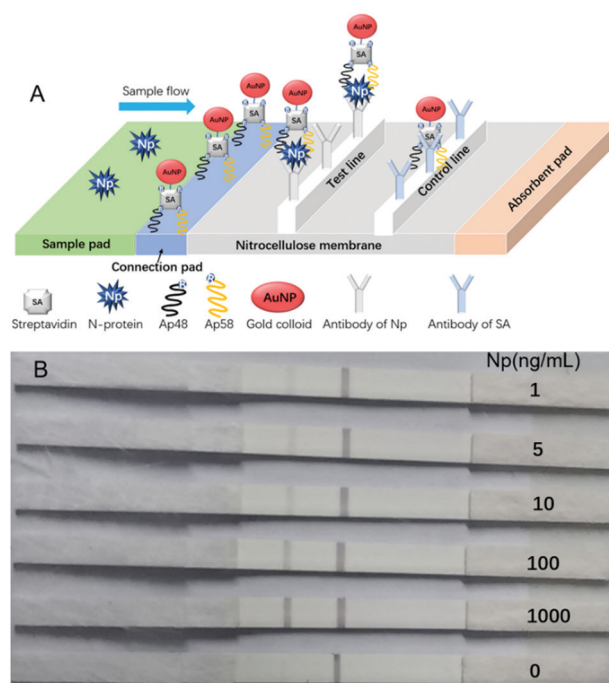 A
Sample flow
AuNP
SA
Np
AuNP
SA
AuNP
SA
AuNP
SA
Np
AuNP
SA
Np
AuNP
SA
Np
Test line
Control line
Absorbent pad
Sample pad
Nitrocellulose membrane
Connection pad
SA
Np
AuNP
Streptavidin
N-protein
Ap48
Ap58
Gold colloid
Antibody of Np
Antibody of SA
B
Np(ng/mL)
1
5
10
100
1000
0